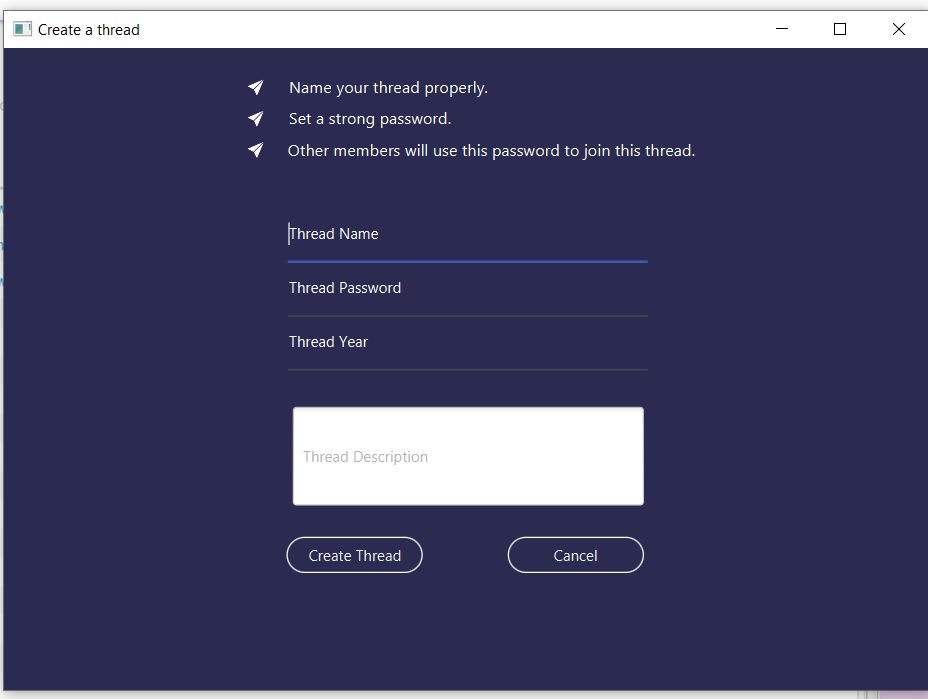 Create a thread
Name your thread properly.
Set a strong password.
Other members will use this password to join this thread.
Thread Name
Thread Password
Thread Year
Thread Description
Create Thread
Cancel